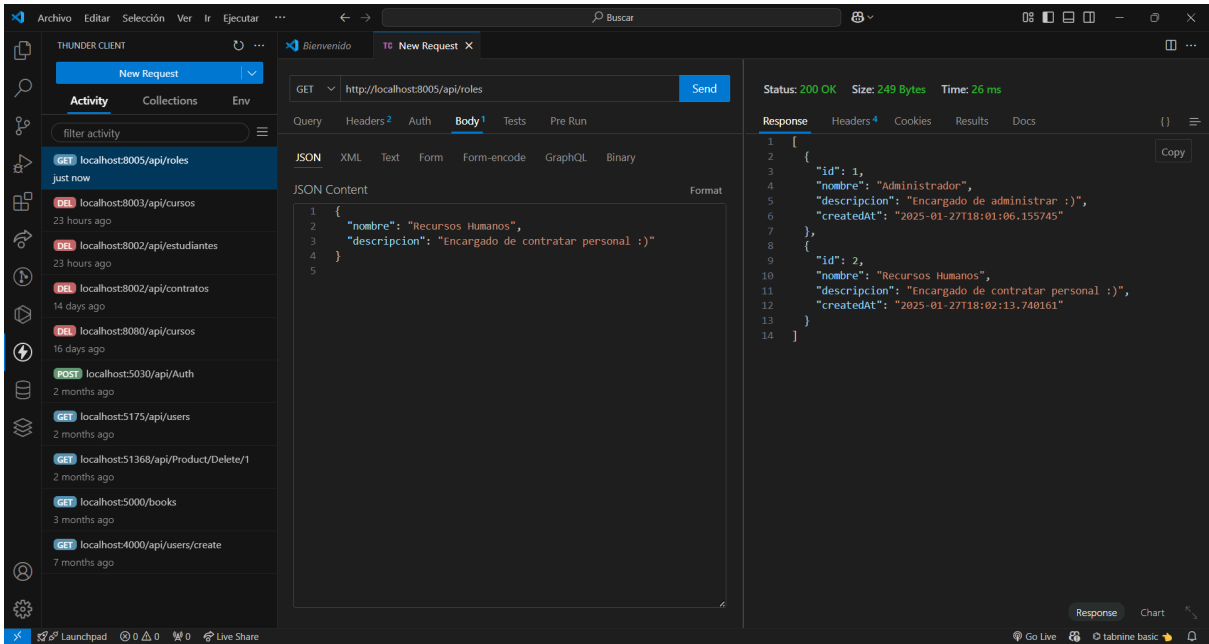 Archivo Editar Selección Ver Ir Ejecutar ··· Buscar
THUNDER CLIENT ···
New Request
Activity Collections Env
filter activity
GET localhost:8005/api/roles
just now
DEL localhost:8003/api/cursos
23 hours ago
DEL localhost:8002/api/estudiantes
23 hours ago
DEL localhost:8002/api/contratos
14 days ago
DEL localhost:8080/api/cursos
16 days ago
POST localhost:5030/api/Auth
2 months ago
GET localhost:5175/api/users
2 months ago
GET localhost:51368/api/Product/Delete/1
2 months ago
GET localhost:5000/books
3 months ago
GET localhost:4000/api/users/create
7 months ago
Bienvenido TC New Request ···
GET http://localhost:8005/api/roles Send
Query Headers 2 Auth Body 1 Tests Pre Run
JSON XML Text Form Form-encode GraphQL Binary
JSON Content Format
1 {
2 "nombre": "Recursos Humanos",
3 "descripcion": "Encargado de contratar personal :)"
4 }
5
Status: 200 OK Size: 249 Bytes Time: 26 ms
Response Headers 4 Cookies Results Docs { }
Copy
1 [
2 {
3 "id": 1,
4 "nombre": "Administrador",
5 "descripcion": "Encargado de administrar :)",
6 "createdAt": "2025-01-27T18:01:06.155745"
7 },
8 {
9 "id": 2,
10 "nombre": "Recursos Humanos",
11 "descripcion": "Encargado de contratar personal :)",
12 "createdAt": "2025-01-27T18:02:13.740161"
13 }
14 ]
Response Chart
Launchpad 0 0 0 Live Share Go Live tabnine basic